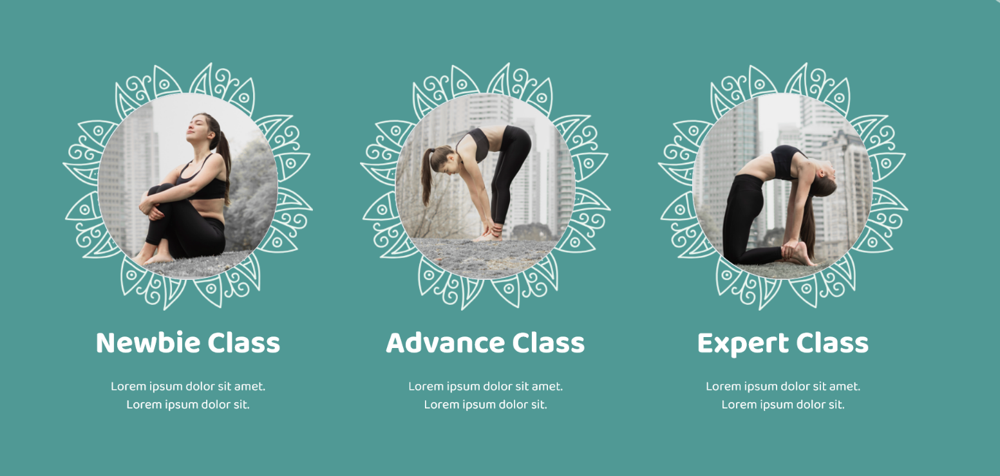 Newbie Class
Lorem ipsum dolor sit amet.
Lorem ipsum dolor sit.
Advance Class
Lorem ipsum dolor sit amet.
Lorem ipsum dolor sit.
Expert Class
Lorem ipsum dolor sit amet.
Lorem ipsum dolor sit.